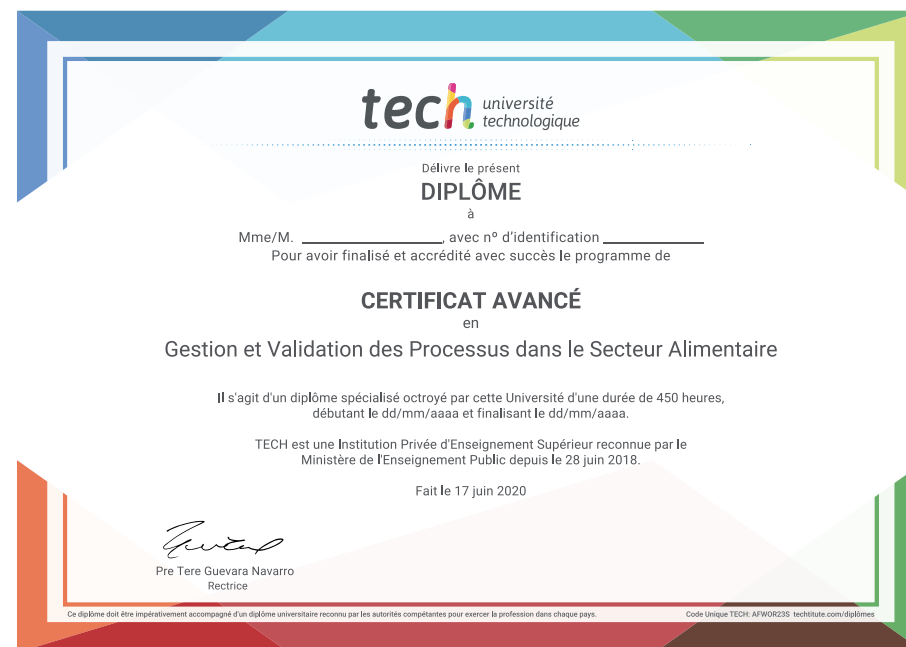 tech université
technologique
Délivre le présent
DIPLÔME
à
Mme/M. ____________________, avec nº d'identification ______________
Pour avoir finalisé et accrédité avec succès le programme de
CERTIFICAT AVANCÉ
en
Gestion et Validation des Processus dans le Secteur Alimentaire
Il s'agit d'un diplôme spécialisé octroyé par cette Université d'une durée de 450 heures,
débutant le dd/mm/aaaa et finalisant le dd/mm/aaaa.
TECH est une Institution Privée d'Enseignement Supérieur reconnue par le
Ministère de l'Enseignement Public depuis le 28 juin 2018.
Fait le 17 juin 2020
Pre Tere Guevara Navarro
Rectrice
Ce diplôme doit être impérativement accompagné d'un diplôme universitaire reconnu par les autorités compétentes pour exercer la profession dans chaque pays.
Code Unique TECH: AFWOR23S techtitute.com/diplômes